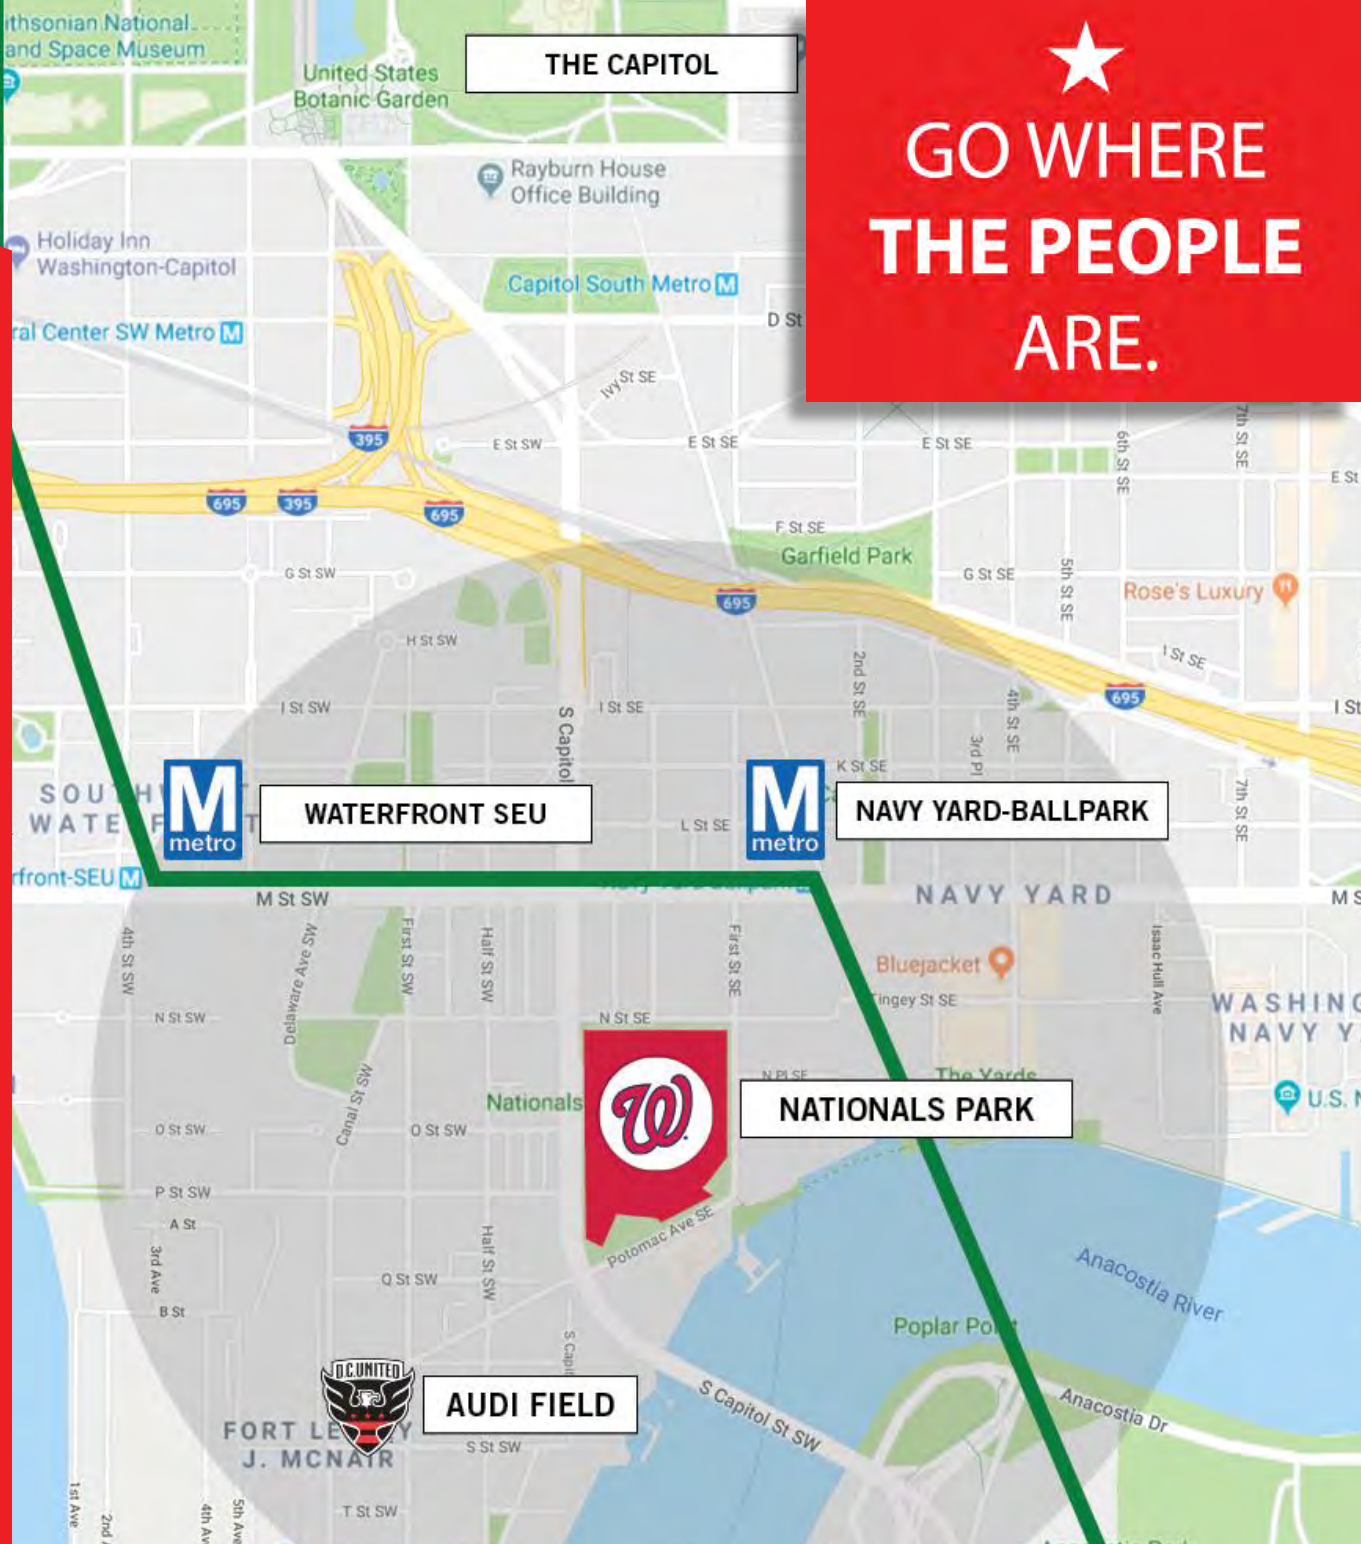 ithsonian National
and Space Museum
United States
Botanic Garden
THE CAPITOL
GO WHERE
THE PEOPLE
ARE.
Rayburn House
Office Building
Holiday Inn
Washington-Capitol
Capitol South Metro M
ral Center SW Metro M
D St
Ivy St SE
395
E St SW
E St SE
E St SE
6th St SE
7th St SE
E St
695
395
695
F St SE
Garfield Park
G St SW
G St SE
5th St SE
Rose's Luxury
695
H St SW
I St SE
2nd St SE
4th St SE
695
I St SW
S Capitol
I St SE
I St
3rd Pl
K St SE
7th St SE
M
metro
WATERFRONT SEU
L St SE
M
metro
NAVY YARD-BALLPARK
rfront-SEU M
M St SW
NAVY YARD
M S
4th St SW
Delaware Ave SW
First St SW
Half St SW
First St SE
Bluejacket
Isaac Hull Ave
Tingey St SE
WASHING
NAVY Y
N St SW
N St SE
N Pl SE
The Yards
Canal St SW
Nationals
W
NATIONALS PARK
U.S. N
O St SW
O St SW
P St SW
A St
Potomac Ave SE
3rd Ave
Half St SW
Q St SW
Anacostia River
B St
Poplar Point
S Capit
D.C. UNITED
AUDI FIELD
S Capitol St SW
Anacostia Dr
FORT LE Y
J. MCNAIR
S St SW
1st Ave
2nd
4th Av
5th Ave
T St SW